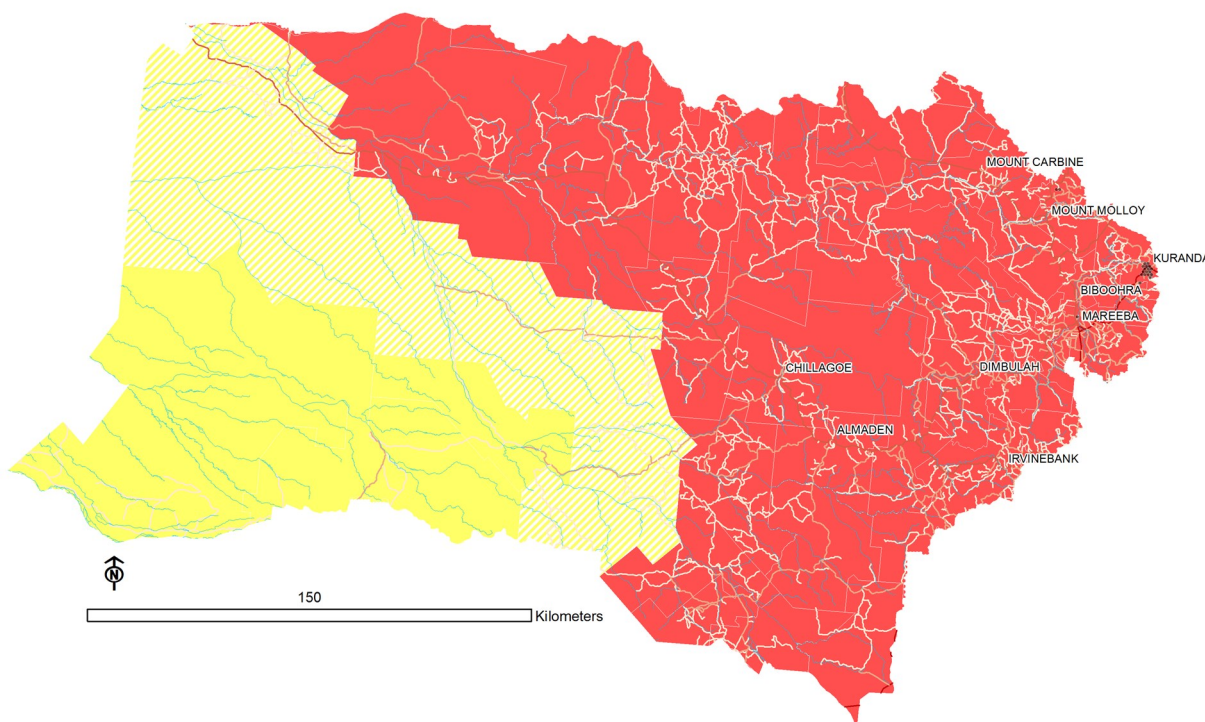 MOUNT CARBINE
MOUNT MOLLOY
KURANDA
BIBOOHRA
MAREEBA
CHILLAGOE
DIMBULAH
ALMADEN
IRVINEBANK
N
150
Kilometers